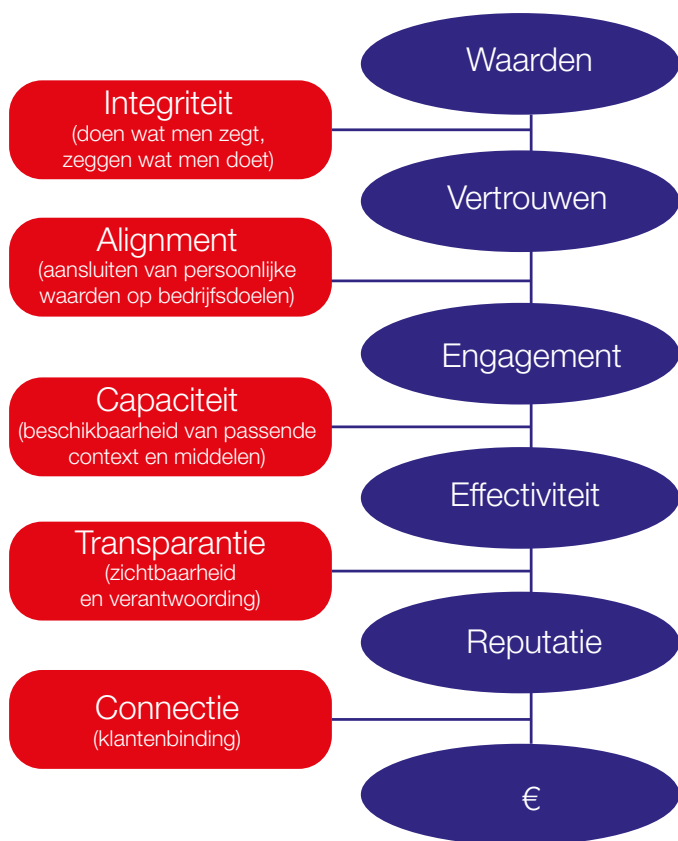 Waarden
Integriteit
(doen wat men zegt,
zeggen wat men doet)
Vertrouwen
Alignment
(aansluiten van persoonlijke
waarden op bedrijfsdoelen)
Engagement
Capaciteit
(beschikbaarheid van passende
context en middelen)
Effectiviteit
Transparantie
(zichtbaarheid
en verantwoording)
Reputatie
Connectie
(klantenbinding)
€